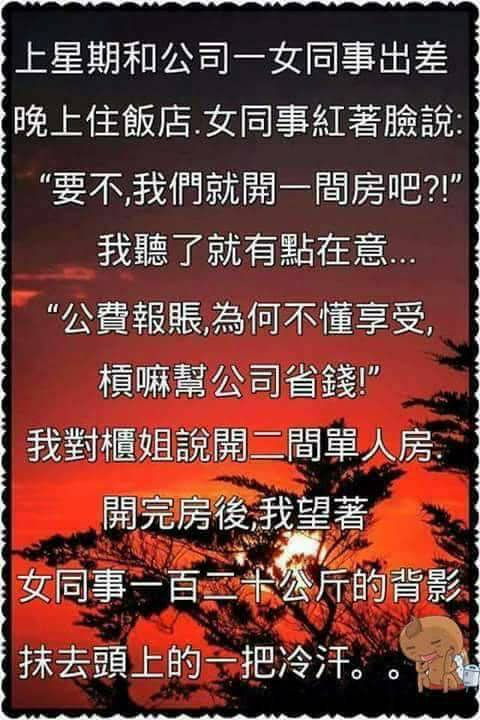 上星期和公司一女同事出差
晚上住飯店.女同事紅著臉說:
“要不,我們就開一間房吧?!”
我聽了就有點在意...
“公費報賬,為何不懂享受,
槓嘛幫公司省錢!”
我對櫃姐說開二間單人房.
開完房後,我望著
女同事一百二十公斤的背影
抹去頭上的一把冷汗。。